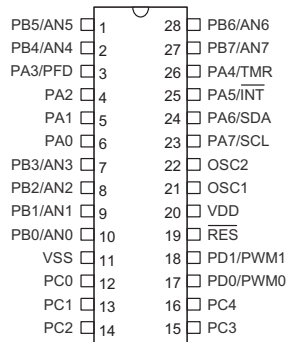 PB5/AN5 1 28 PB6/AN6
PB4/AN4 2 27 PB7/AN7
PA3/PFD 3 26 PA4/TMR
PA2 4 25 PA5/INT
PA1 5 24 PA6/SDA
PA0 6 23 PA7/SCL
PB3/AN3 7 22 OSC2
PB2/AN2 8 21 OSC1
PB1/AN1 9 20 VDD
PB0/AN0 10 19 RES
VSS 11 18 PD1/PWM1
PC0 12 17 PD0/PWM0
PC1 13 16 PC4
PC2 14 15 PC3